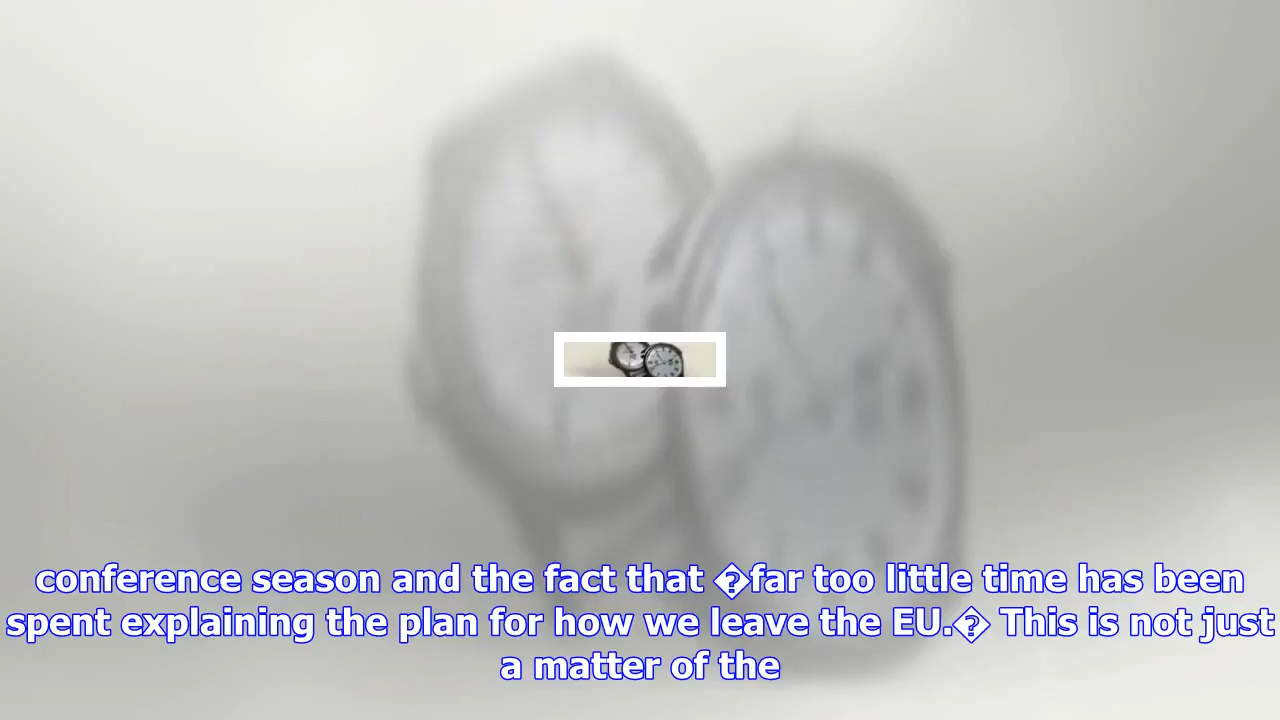 conference season and the fact that �far too little time has been
spent explaining the plan for how we leave the EU.� This is not just
a matter of the